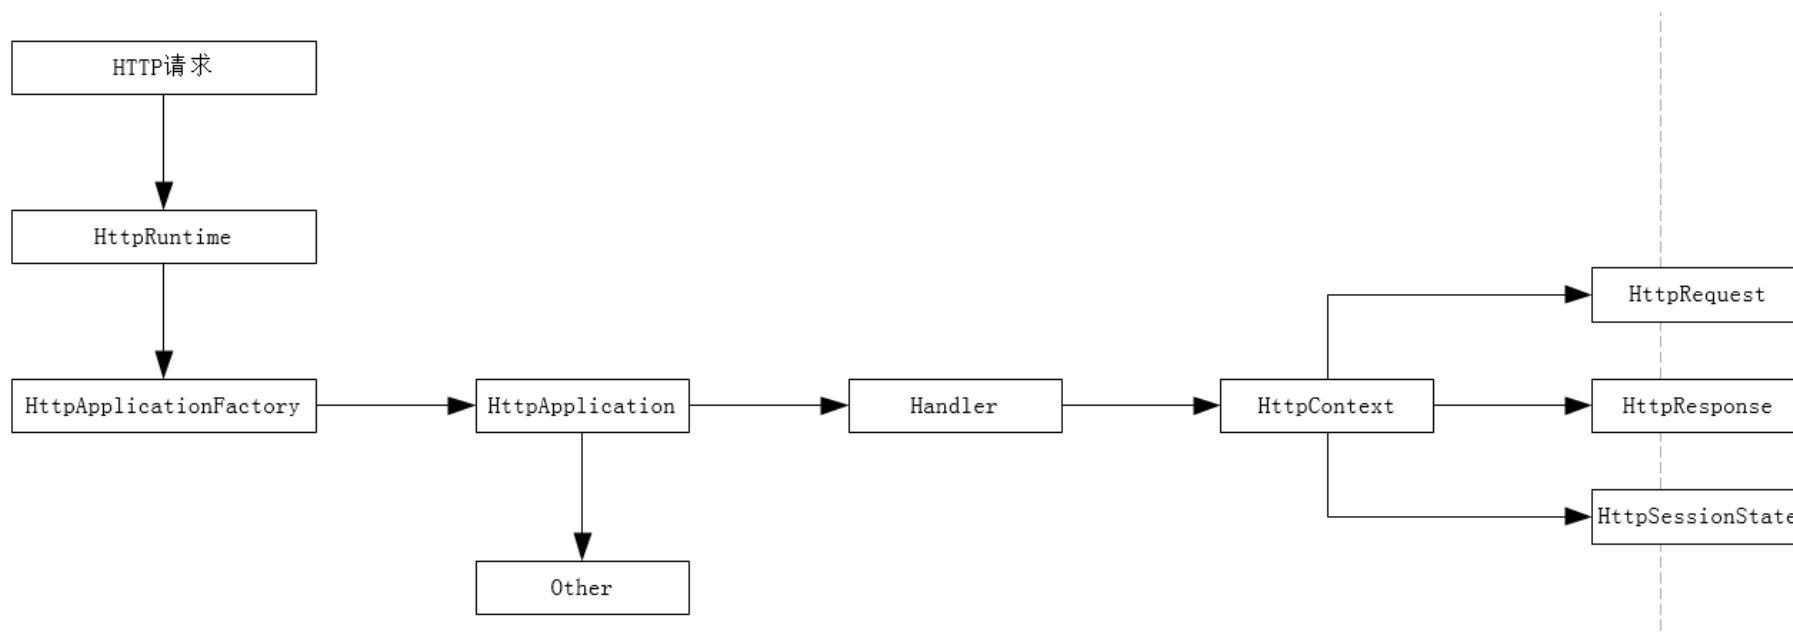 HTTP请求
HttpRuntime
HttpRequest
HttpApplicationFactory
HttpApplication
Handler
HttpContext
HttpResponse
HttpSessionState
Other